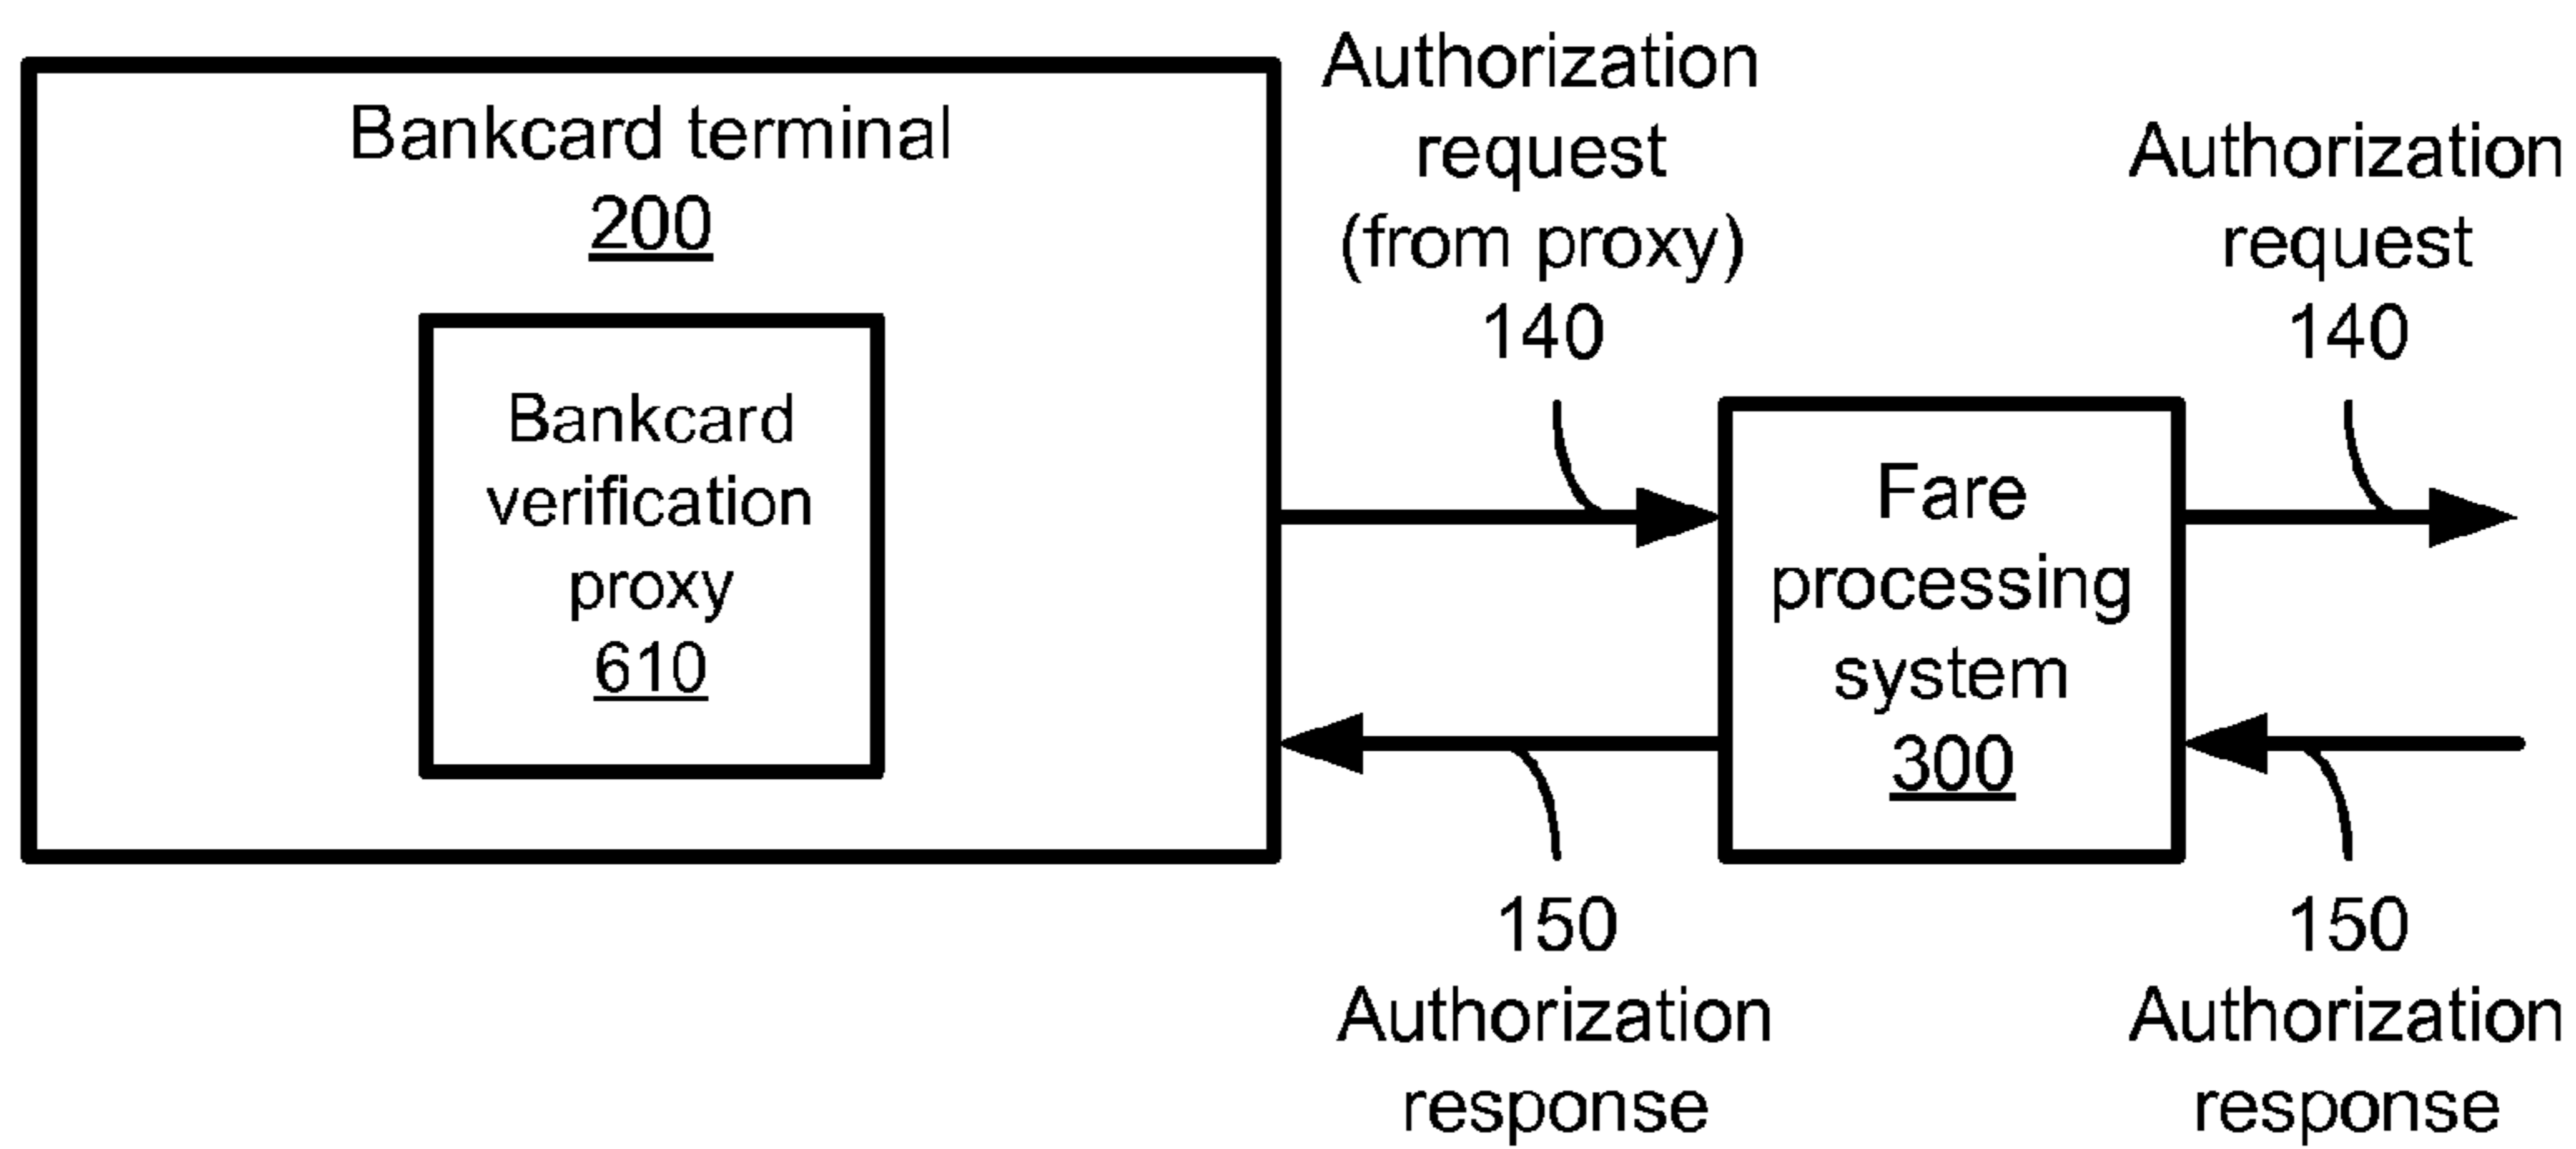 Bankcard terminal
200
Bankcard
verification
proxy
610
Authorization
request
(from proxy)
140
Authorization
request
140
Fare
processing
system
300
150
Authorization
response
150
Authorization
response